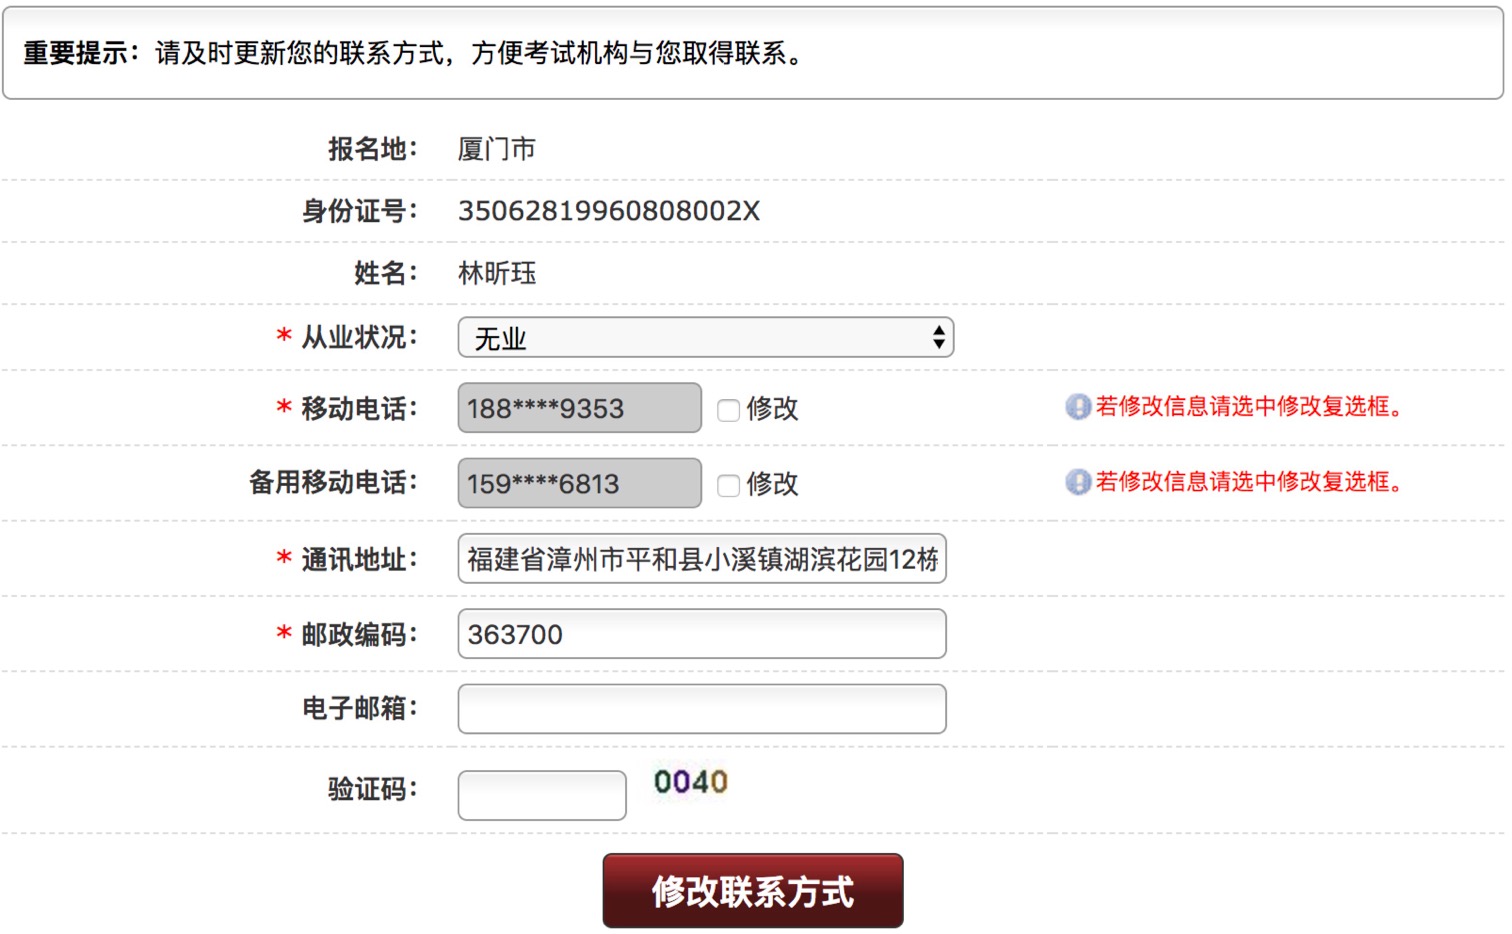 重要提示：请及时更新您的联系方式，方便考试机构与您取得联系。
报名地： 厦门市
身份证号： 35062819960808002X
姓名： 林昕珏
* 从业状况： 无业
* 移动电话： 188****9353 修改 若修改信息请选中修改复选框。
备用移动电话： 159****6813 修改 若修改信息请选中修改复选框。
* 通讯地址： 福建省漳州市平和县小溪镇湖滨花园12栋
* 邮政编码： 363700
电子邮箱：
验证码： 0040
修改联系方式